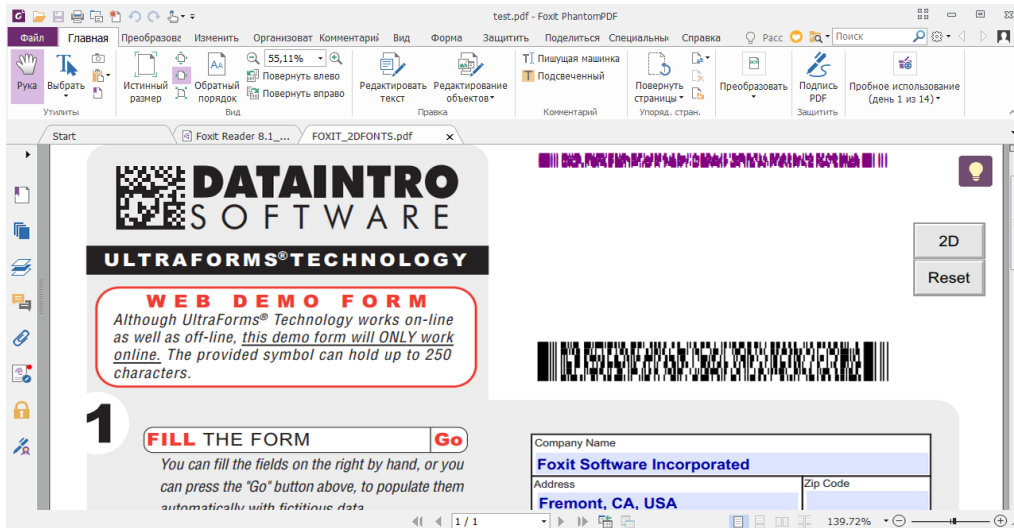 test.pdf - Foxit PhantomPDF
Файл Главная Преобразова Изменить Организоват Комментарий Вид Форма Защитить Поделиться Специальны Справка Расс Поиск
Рука
Выбрать
Утилиты
Истинный размер
55,11%
Обратный порядок
Повернуть влево
Повернуть вправо
Вид
Редактировать текст
Редактирование объектов
Правка
Пишущая машинка
Подсвеченный
Комментарий
Повернуть страницы
Упоряд. стран.
Преобразовать
Подпись PDF
Защитить
Пробное использование
(день 1 из 14)
Start
Foxit Reader 8.1_...
FOXIT_2DFONTS.pdf
DATAINTRO
SOFTWARE
ULTRAFORMS®TECHNOLOGY
WEB DEMO FORM
Although UltraForms® Technology works on-line
as well as off-line, this demo form will ONLY work
online. The provided symbol can hold up to 250
characters.
2D
Reset
1
FILL THE FORM Go
You can fill the fields on the right by hand, or you
can press the "Go" button above, to populate them
automatically with fictitious data
Company Name
Foxit Software Incorporated
Address
Zip Code
Fremont, CA, USA
1 / 1
139.72%